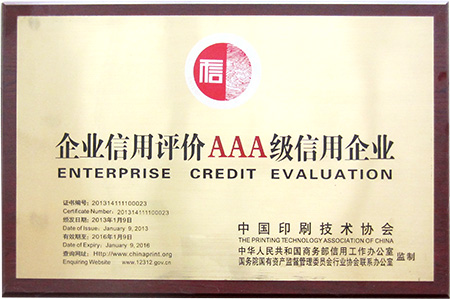 信
企业信用评价AAA级信用企业
ENTERPRISE CREDIT EVALUATION
证书编号：201314111100023
Certificate Number：201314111100023
颁发日期：2013年1月9日
Date of Issue：January 9, 2013
有效期至：2016年1月9日
Date of Expiry：January 9, 2016
查询网址：Http://www.chinaprint.org
Enquiring Website：www.12312.gov.cn
中国印刷技术协会
THE PRINTING TECHNOLOGY ASSOCIATION OF CHINA
中华人民共和国商务部信用工作办公室
国务院国有资产监督管理委员会行业协会联系办公室
监制